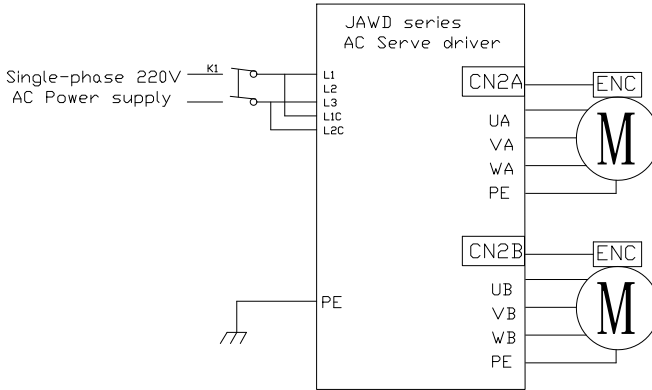 JAWD series
AC Serve driver
Single-phase 220V
AC Power supply
K1
L1
L2
L3
L1C
L2C
CN2A
ENC
UA
VA
WA
PE
M
CN2B
ENC
UB
VB
WB
PE
M
PE